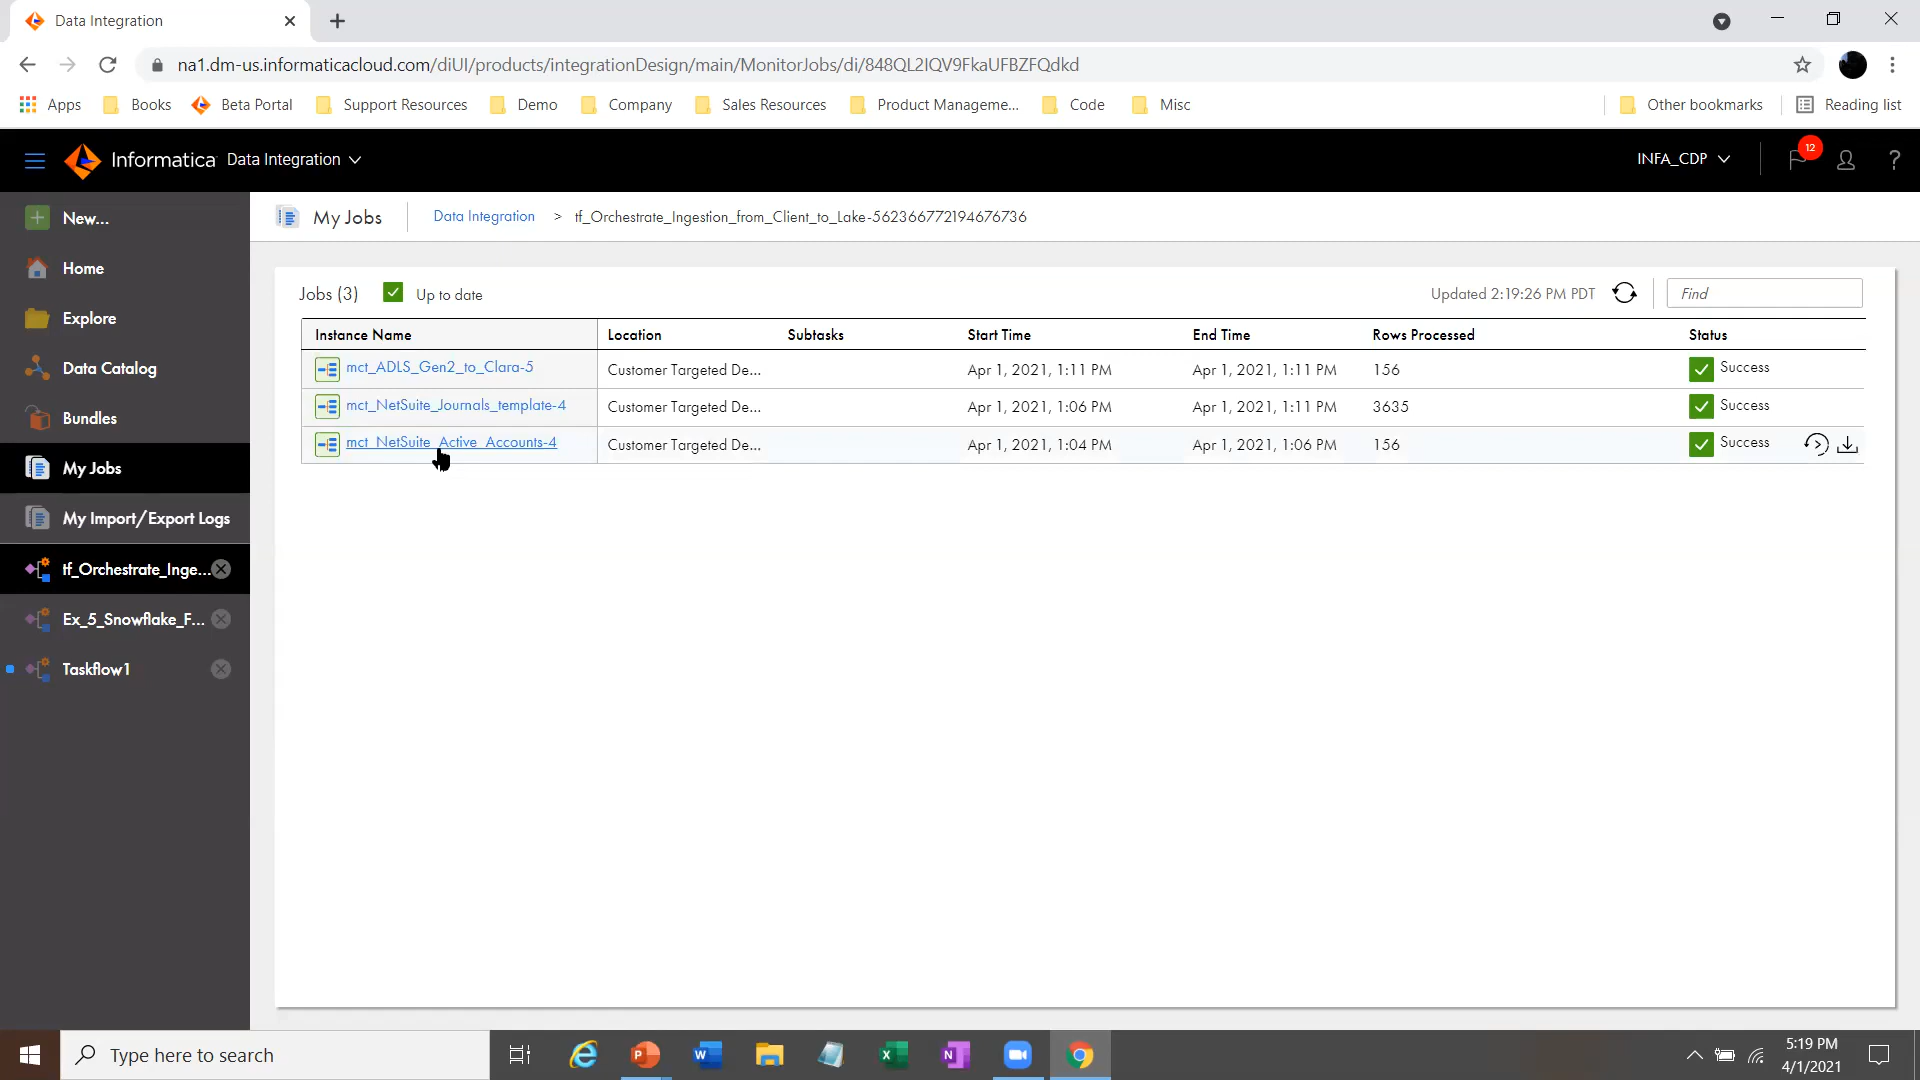 Data Integration
na1.dm-us.informaticacloud.com/diUI/products/integrationDesign/main/MonitorJobs/di/848QL2IQV9FkaUFBZFQdkd
Apps Books Beta Portal Support Resources Demo Company Sales Resources Product Manageme... Code Misc Other bookmarks Reading list
Informatica Data Integration INFA_CDP 12 ?
New...
Home
Explore
Data Catalog
Bundles
My Jobs
My Import/Export Logs
tf_Orchestrate_Inge...
Ex_5_Snowflake_F...
Taskflow1
My Jobs Data Integration > tf_Orchestrate_Ingestion_from_Client_to_Lake-562366772194676736
Jobs (3) Up to date Updated 2:19:26 PM PDT Find
Instance Name Location Subtasks Start Time End Time Rows Processed Status
mct_ADLS_Gen2_to_Clara-5 Customer Targeted De... Apr 1, 2021, 1:11 PM Apr 1, 2021, 1:11 PM 156 Success
mct_NetSuite_Journals_template-4 Customer Targeted De... Apr 1, 2021, 1:06 PM Apr 1, 2021, 1:11 PM 3635 Success
mct_NetSuite_Active_Accounts-4 Customer Targeted De... Apr 1, 2021, 1:04 PM Apr 1, 2021, 1:06 PM 156 Success
Type here to search
5:19 PM
4/1/2021